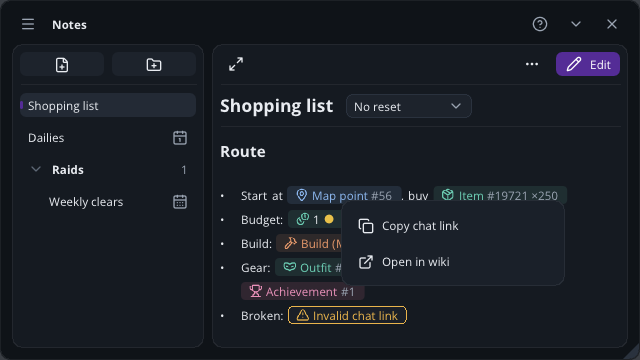 Notes
Edit
Shopping list
Shopping list
No reset
Dailies
Raids 1
Weekly clears
Route
• Start at Map point #56 , buy Item #19721 ×250
• Budget: 1
• Build: Build
• Gear: Outfit
Achievement #1
• Broken: Invalid chat link
Copy chat link
Open in wiki